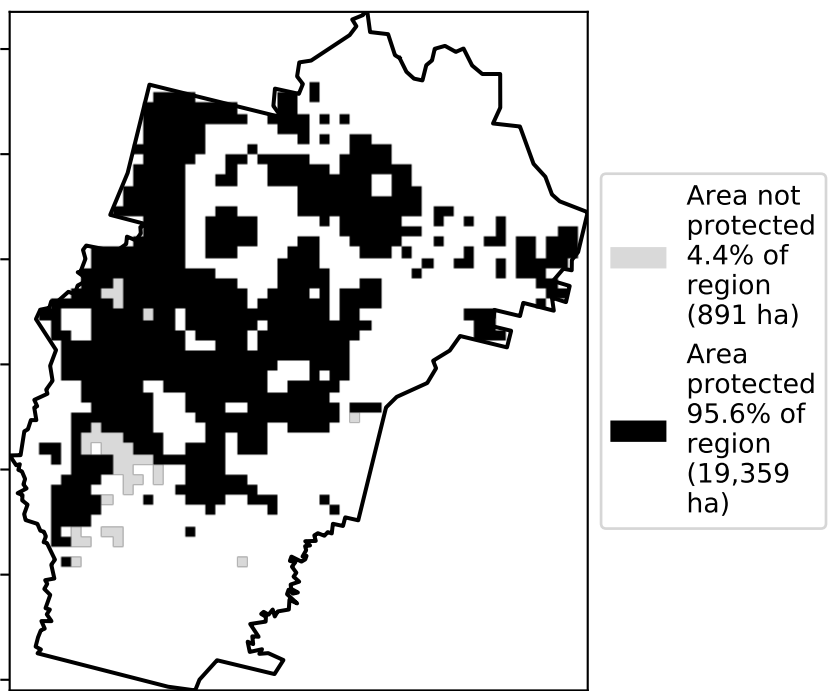 Area not
protected
4.4% of
region
(891 ha)
Area
protected
95.6% of
region
(19,359
ha)